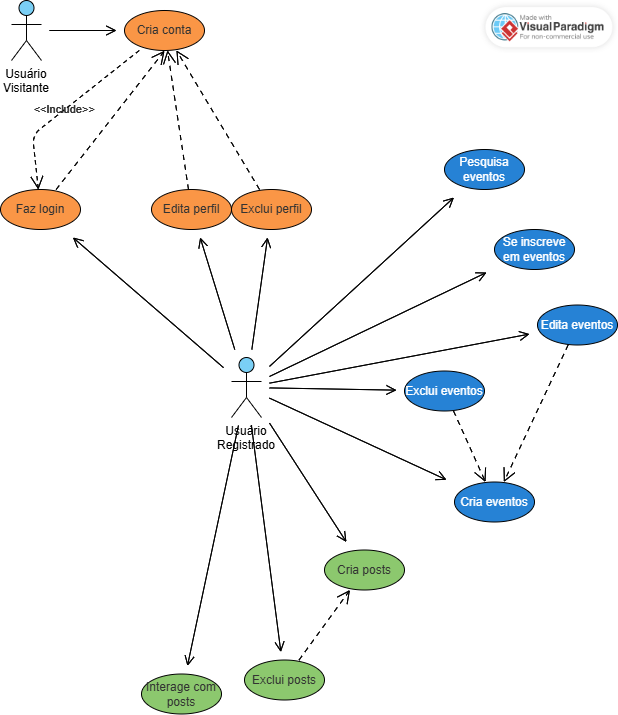 Made with
VisualParadigm
For non-commercial use
Cria conta
Usuário
Visitante
<<Include>>
Pesquisa
eventos
Faz login
Edita perfil
Exclui perfil
Se inscreve
em eventos
Edita eventos
Exclui eventos
Usuário
Registrado
Cria eventos
Cria posts
Exclui posts
Interage com
posts